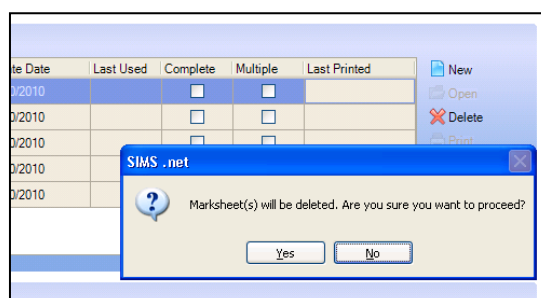 te Date Last Used Complete Multiple Last Printed New
0/2010 Open
0/2010 Delete
0/2010 Print
0/2010
0/2010
SIMS .net
Marksheet(s) will be deleted. Are you sure you want to proceed?
Yes No